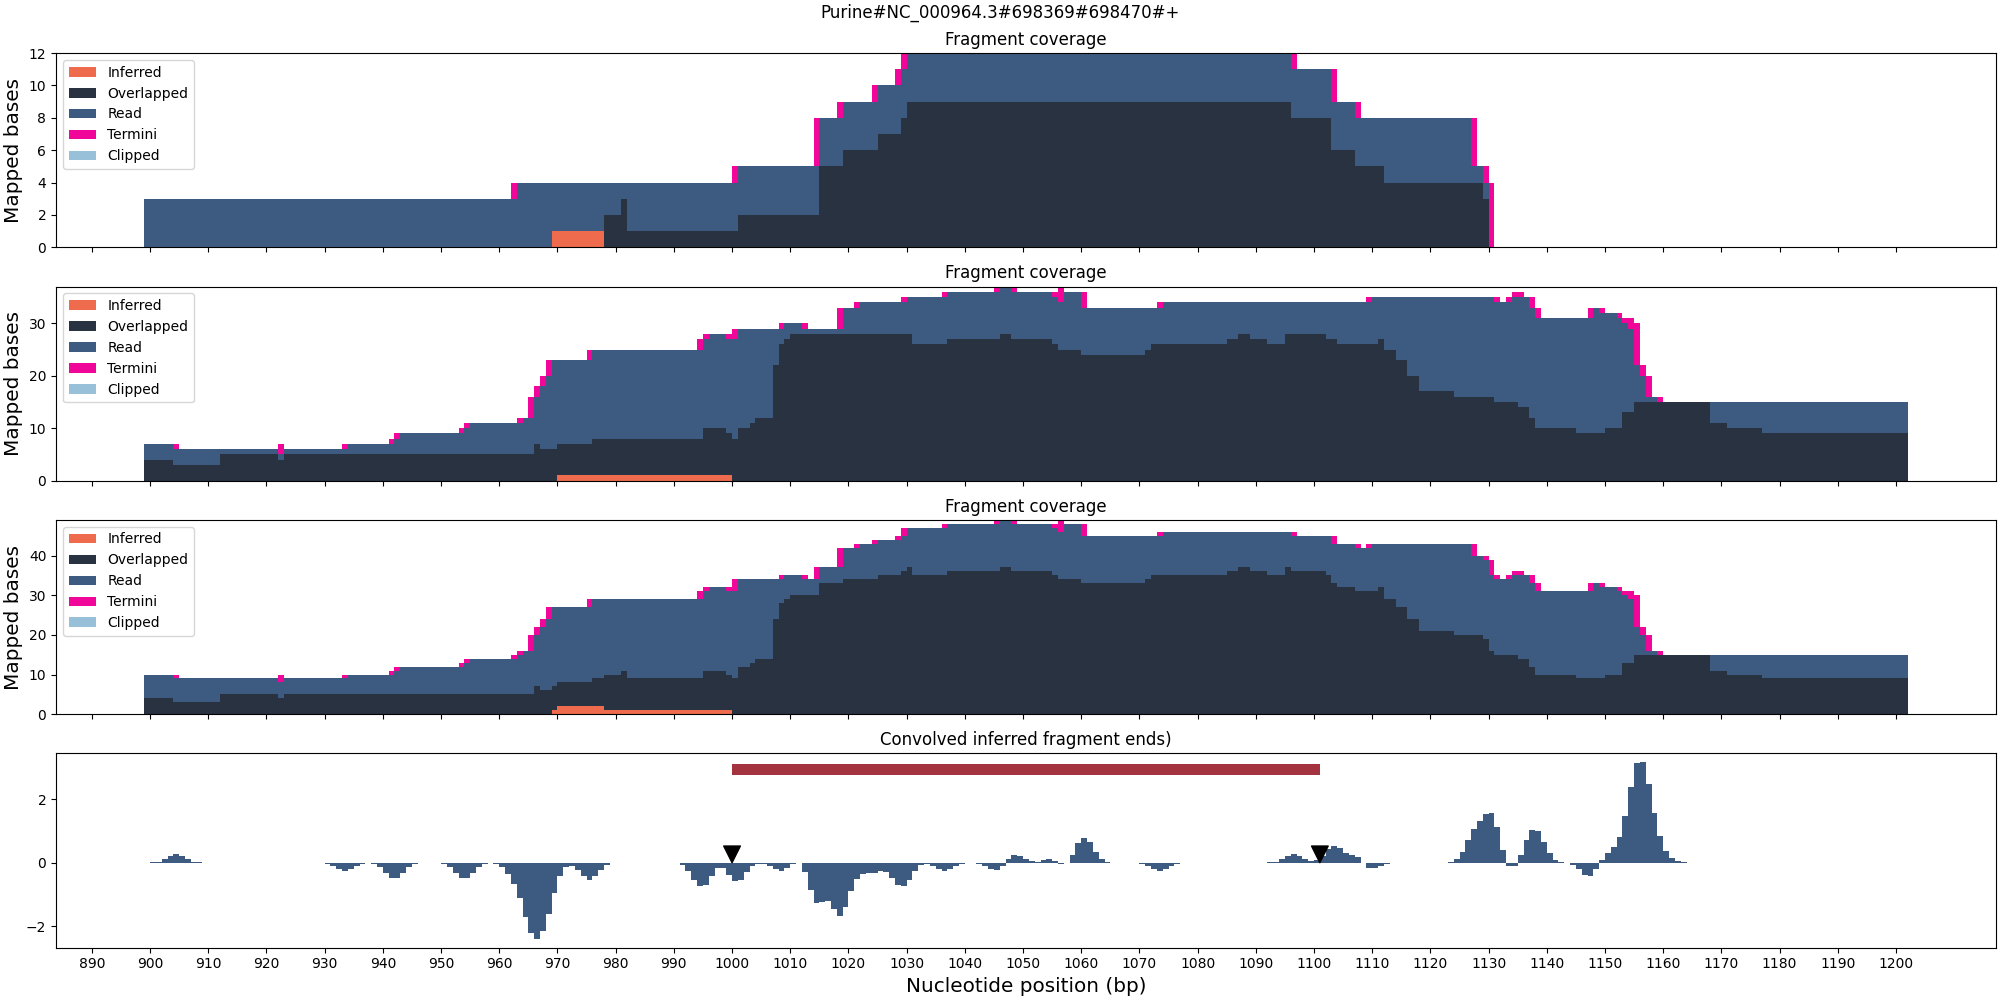 Purine#NC_000964.3#698369#698470#+
Fragment coverage
Mapped bases
12
10
8
6
4
2
0
Inferred
Overlapped
Read
Termini
Clipped
Fragment coverage
Mapped bases
30
20
10
0
Inferred
Overlapped
Read
Termini
Clipped
Fragment coverage
Mapped bases
40
30
20
10
0
Inferred
Overlapped
Read
Termini
Clipped
Convolved inferred fragment ends)
2
0
−2
890 900 910 920 930 940 950 960 970 980 990 1000 1010 1020 1030 1040 1050 1060 1070 1080 1090 1100 1110 1120 1130 1140 1150 1160 1170 1180 1190 1200
Nucleotide position (bp)